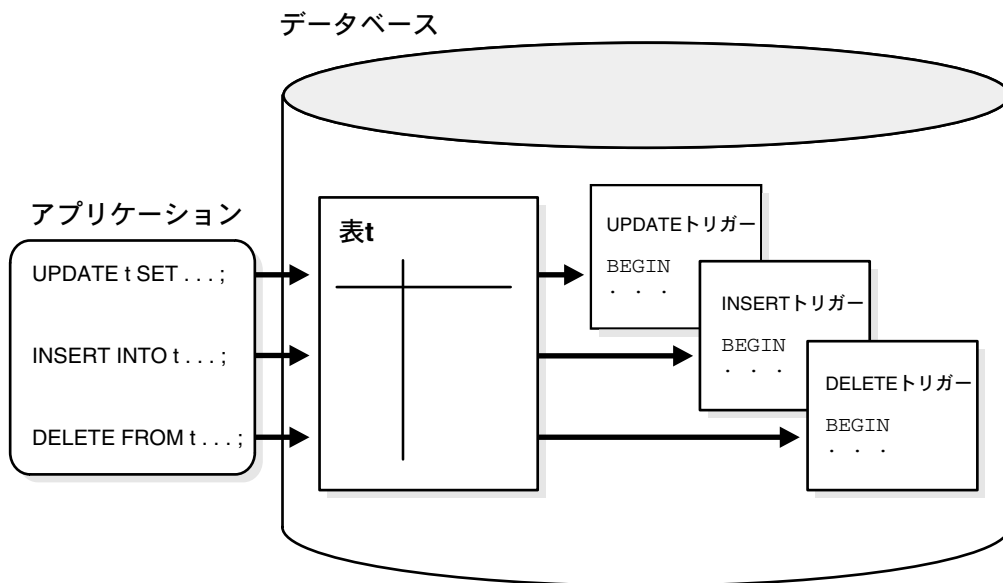 データベース
アプリケーション
UPDATE t SET . . . ;
INSERT INTO t . . . ;
DELETE FROM t . . . ;
表t
UPDATEトリガー
BEGIN
. . .
INSERTトリガー
BEGIN
. . .
DELETEトリガー
BEGIN
. . .